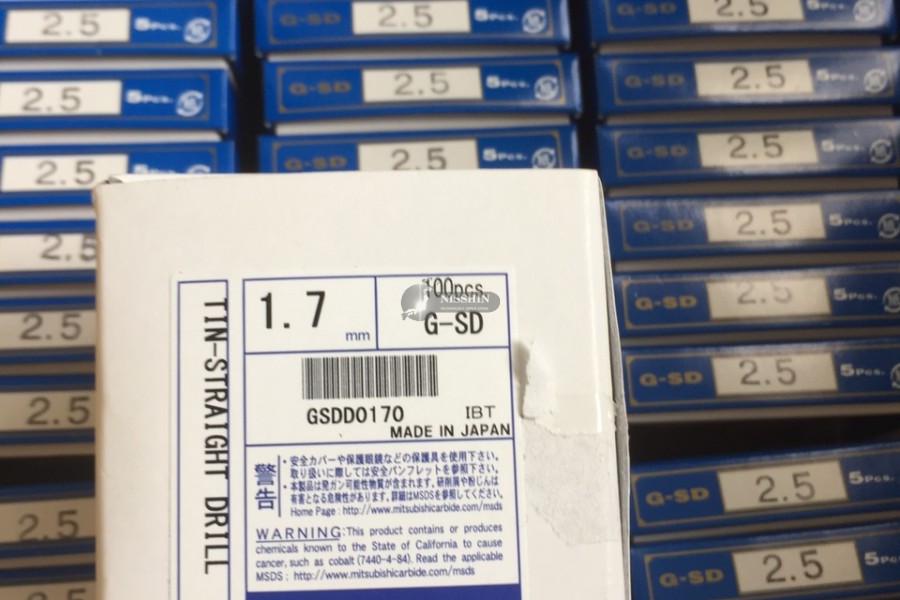 2.5 5Pcs.
G-SD 2.5 5Pcs.
G-SD 2.5
2.5 5Pcs.
G-SD 2.5 5Pcs.
G-SD 2.5 5Pcs.
2.5 5Pcs.
G-SD 2.5 5Pcs.
G-SD 2.5 5Pcs.
2.5
G-SD 2.5 5Pcs.
2.5
G-SD 2.5 5Pcs.
2.5
G-SD 2.5 5Pcs.
2.5
G-SD 2.5 5Pcs.
G-SD 2.5 5Pcs.
TIN-STRAIGHT DRILL
1.7 mm
100pcs.
NISSHIN
G-SD
GSDD0170 IBT
MADE IN JAPAN
警告
・安全カバーや保護眼鏡などの保護具を使用下さい。
取り扱いに際しては安全パンフレットを参照下さい。
・本製品は発ガン可能性物質が含まれます。研削屑や粉じんは
有害となる危険性があります。詳細はMSDSを参照してください。
Home Page : http://www.mitsubishicarbide.com/msds
WARNING:This product contains or produces
chemicals known to the State of California to cause
cancer, such as cobalt (7440-4-84). Read the applicable
MSDS : http://www.mitsubishicarbide.com/msds